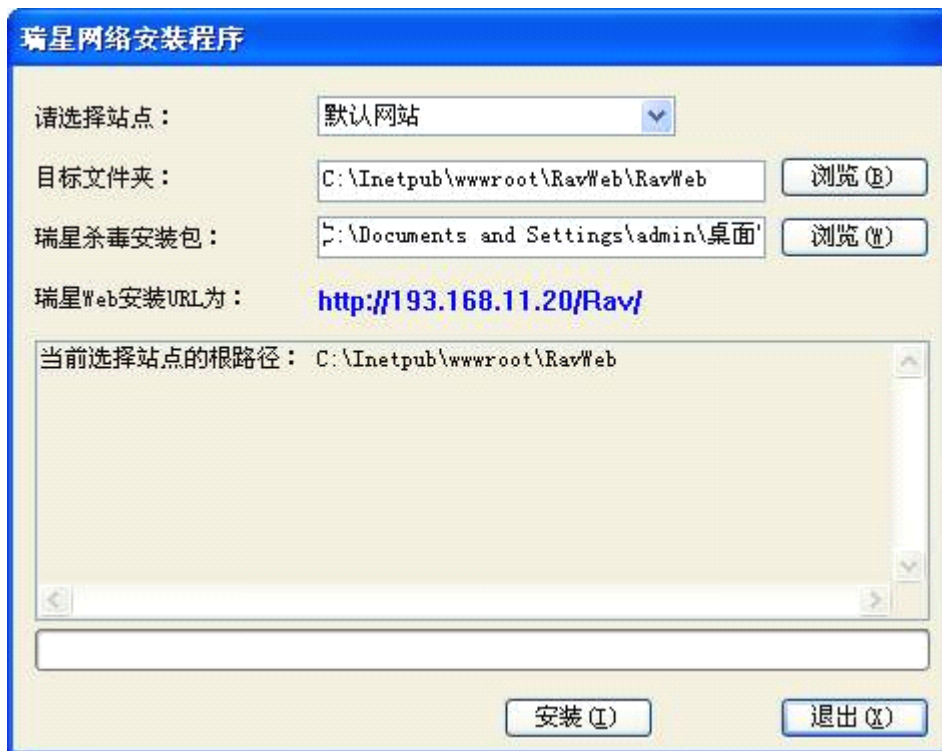 瑞星网络安装程序
请选择站点： 默认网站
目标文件夹： C:\Inetpub\wwwroot\RavWeb\RavWeb 浏览(B)
瑞星杀毒安装包： C:\Documents and Settings\admin\桌面\ 浏览(W)
瑞星Web安装URL为： http://193.168.11.20/Rav/
当前选择站点的根路径： C:\Inetpub\wwwroot\RavWeb
安装(I) 退出(X)